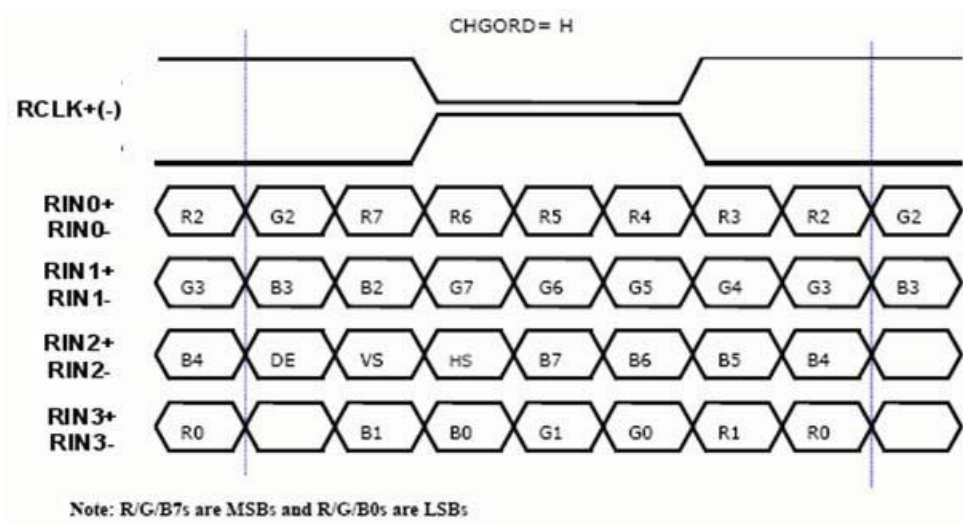 CHGORD= H
RCLK+(-)
RIN0+
RIN0-
R2 G2 R7 R6 R5 R4 R3 R2 G2
RIN1+
RIN1-
G3 B3 B2 G7 G6 G5 G4 G3 B3
RIN2+
RIN2-
B4 DE VS HS B7 B6 B5 B4
RIN3+
RIN3-
R0 B1 B0 G1 G0 R1 R0
Note: R/G/B7s are MSBs and R/G/B0s are LSBs